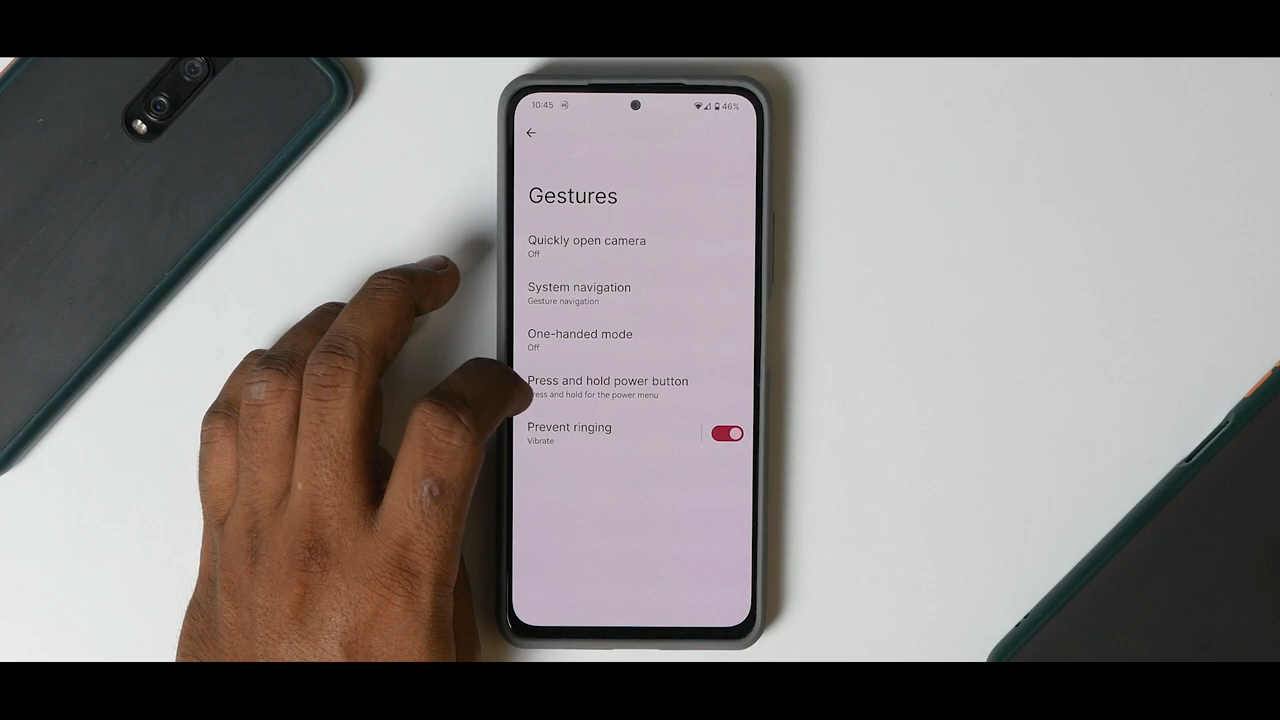 10:45
46%
Gestures
Quickly open camera
Off
System navigation
Gesture navigation
One-handed mode
Off
Press and hold power button
ress and hold for the power menu
Prevent ringing
Vibrate